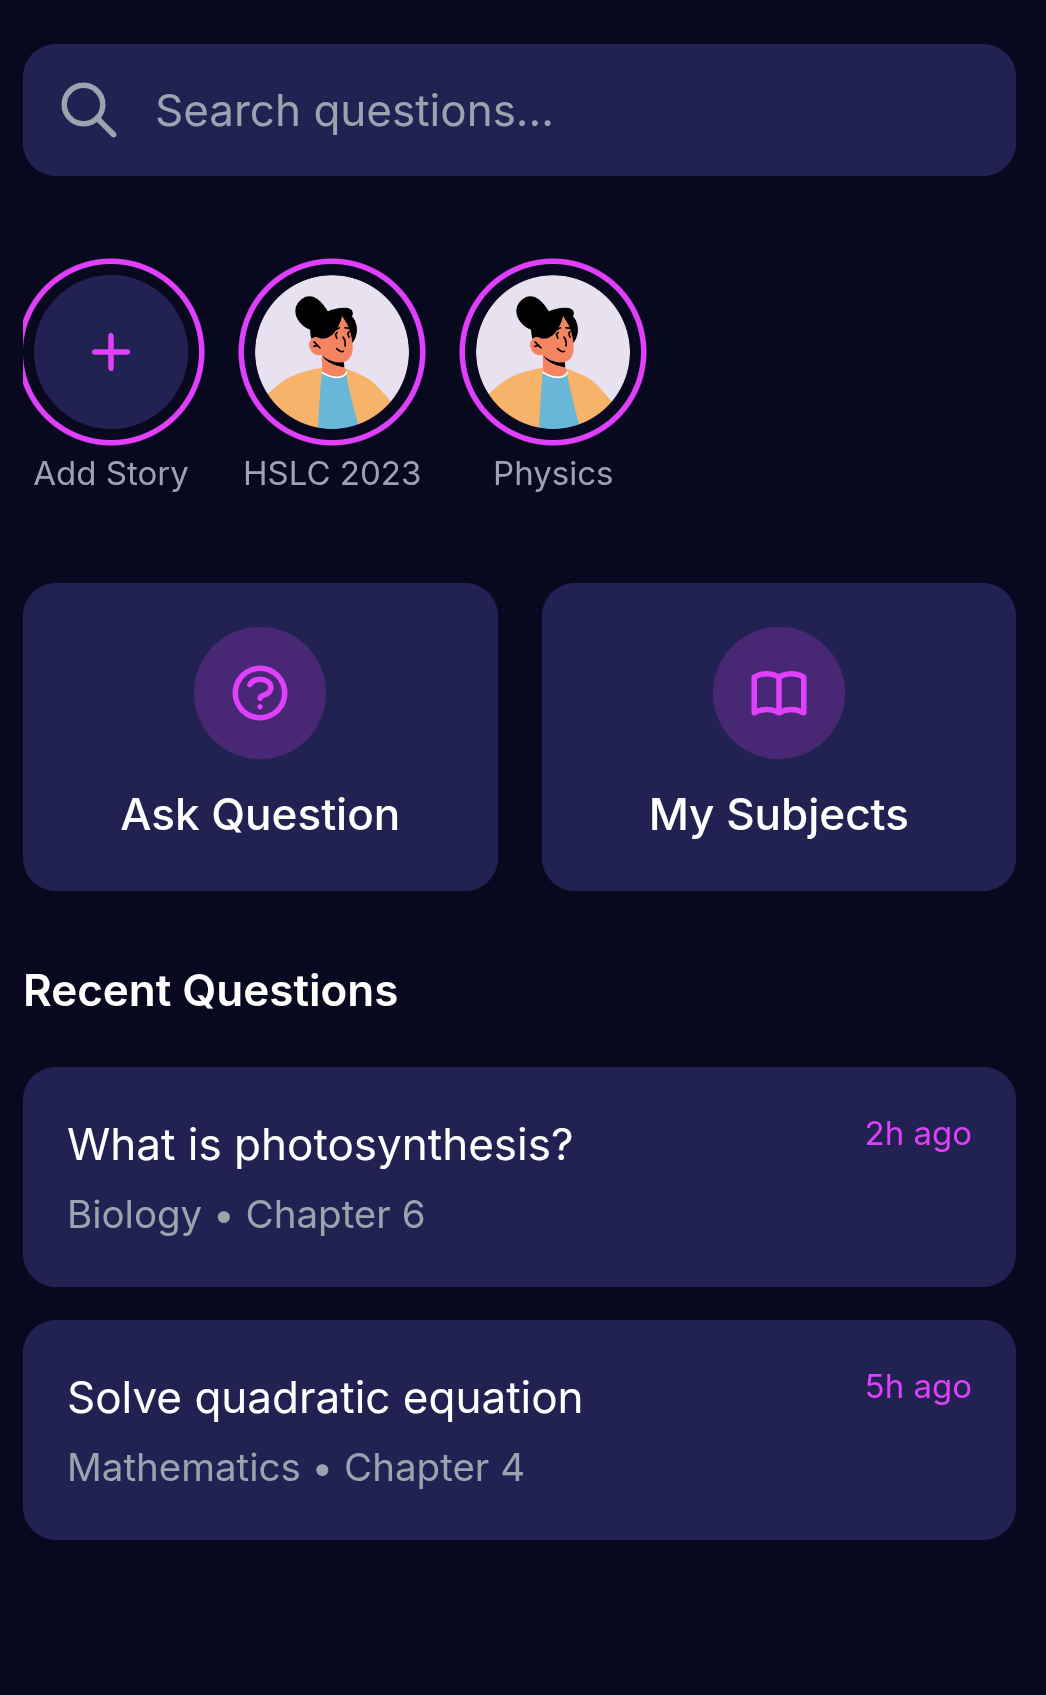 Search questions...
Add Story
HSLC 2023
Physics
Ask Question
My Subjects
Recent Questions
What is photosynthesis?
2h ago
Biology • Chapter 6
Solve quadratic equation
5h ago
Mathematics • Chapter 4